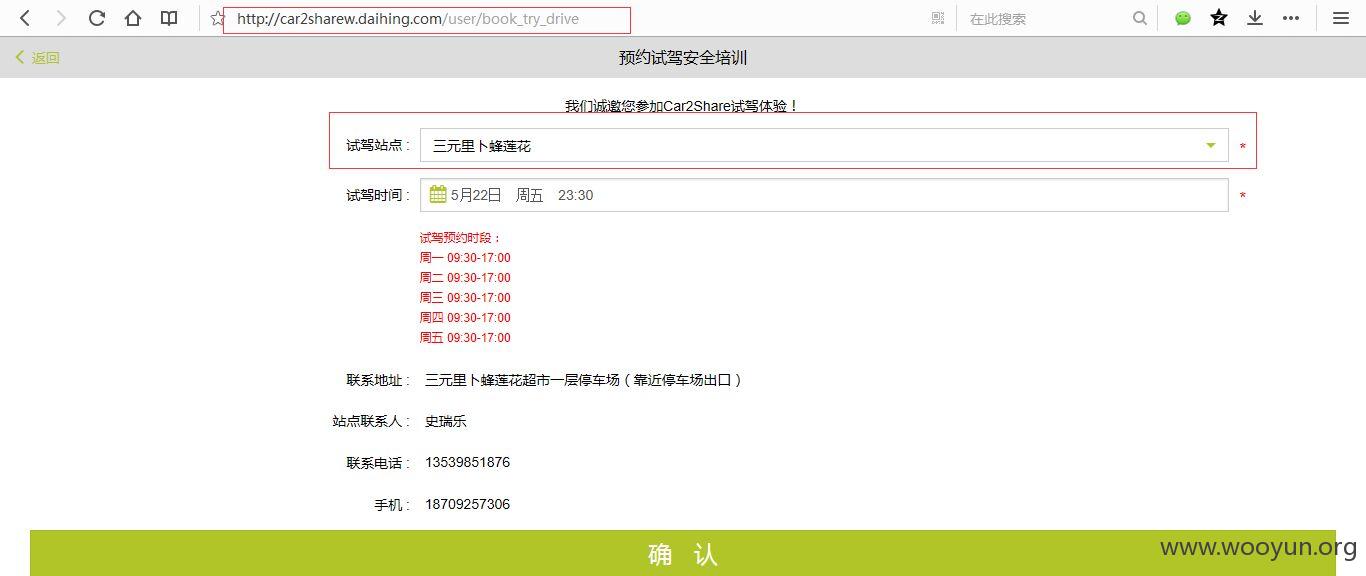 http://car2sharew.daihing.com/user/book_try_drive
在此搜索
返回
预约试驾安全培训
我们诚邀您参加Car2Share试驾体验！
试驾站点： 三元里卜蜂莲花 *
试驾时间： 5月22日 周五 23:30 *
试驾预约时段：
周一 09:30-17:00
周二 09:30-17:00
周三 09:30-17:00
周四 09:30-17:00
周五 09:30-17:00
联系地址： 三元里卜蜂莲花超市一层停车场（靠近停车场出口）
站点联系人： 史瑞乐
联系电话： 13539851876
手机： 18709257306
确 认
www.wooyun.org